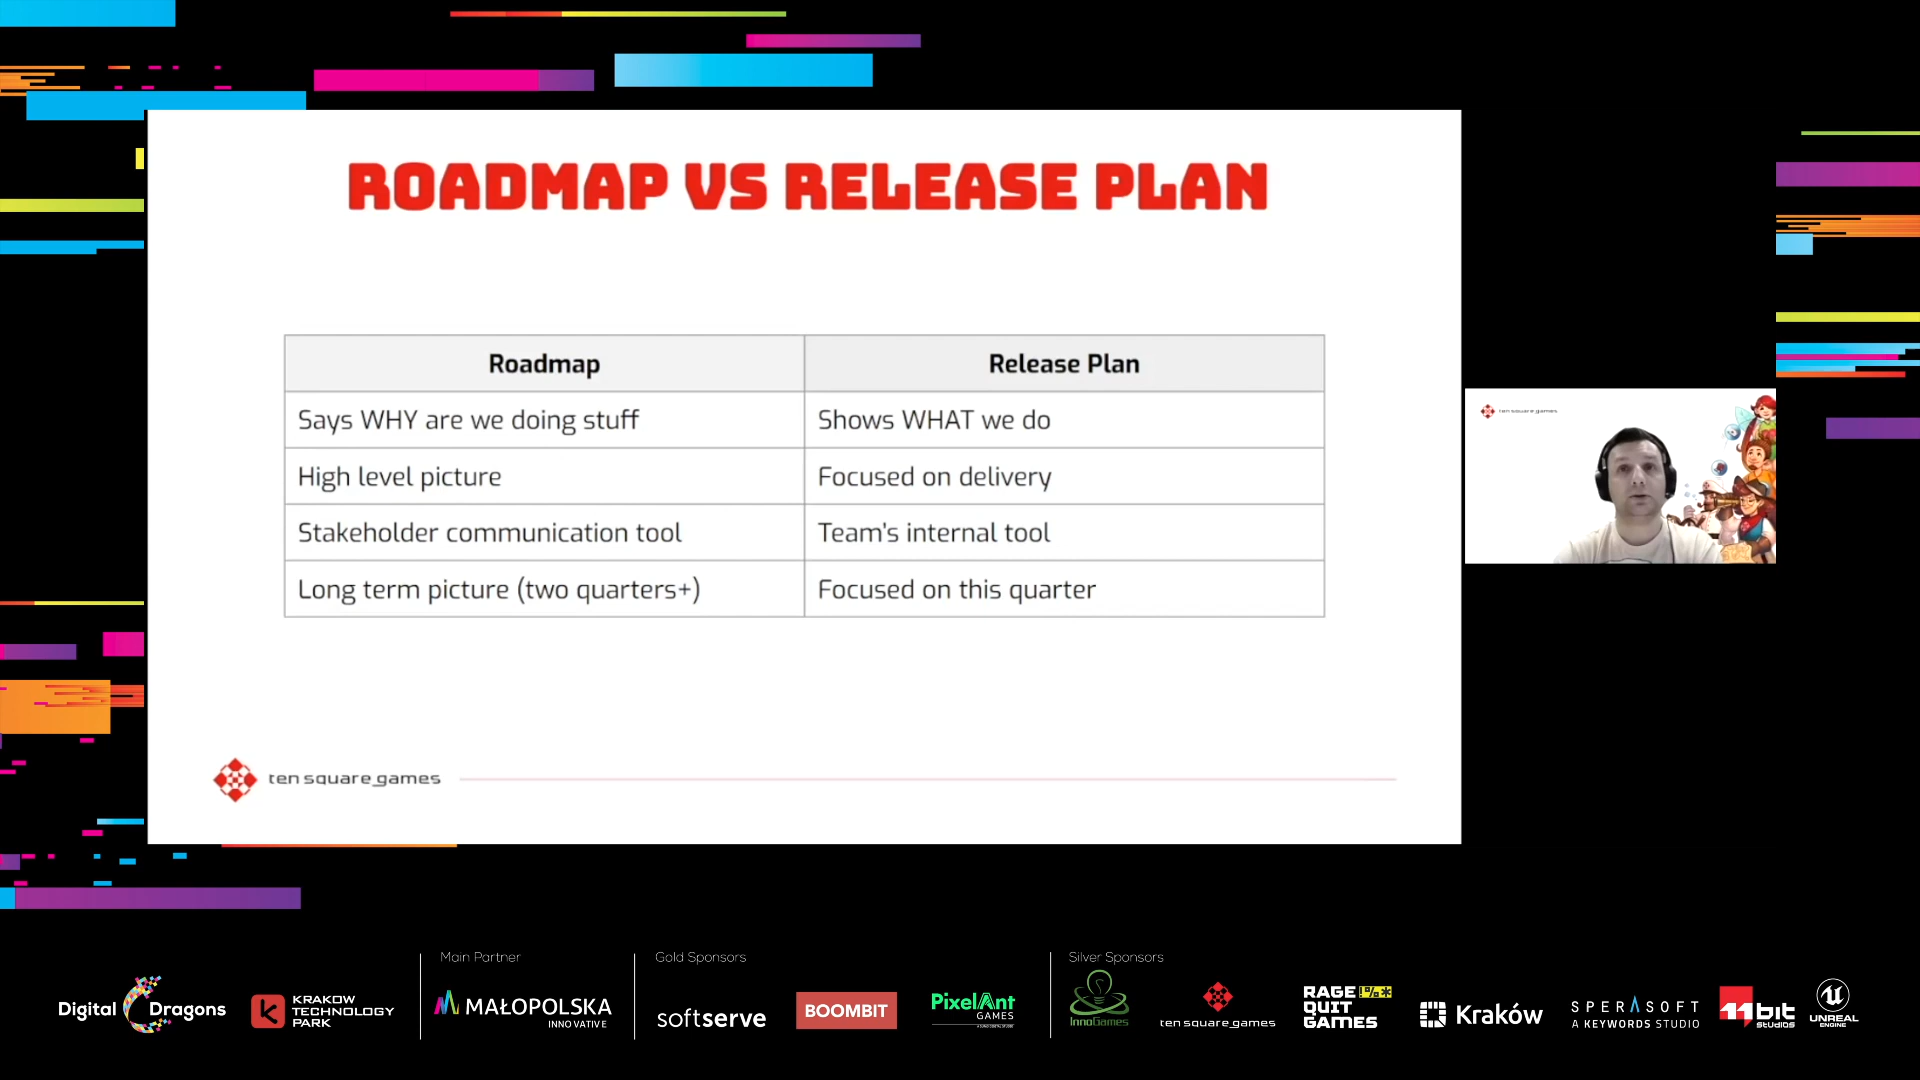 ROADMAP VS RELEASE PLAN
Roadmap
Release Plan
Says WHY are we doing stuff
Shows WHAT we do
High level picture
Focused on delivery
Stakeholder communication tool
Team's internal tool
Long term picture (two quarters+)
Focused on this quarter
ten square games
ten square games
Main Partner
Gold Sponsors
Silver Sponsors
Digital Dragons
KRAKOW
TECHNOLOGY
PARK
MAŁOPOLSKA
INNOVATIVE
softserve
BOOMBIT
PixelAnt
GAMES
InnoGames
ten square games
RAGE !%*
QUIT
GAMES
Kraków
SPERASOFT
A KEYWORDS STUDIO
11bit
STUDIOS
UNREAL
ENGINE